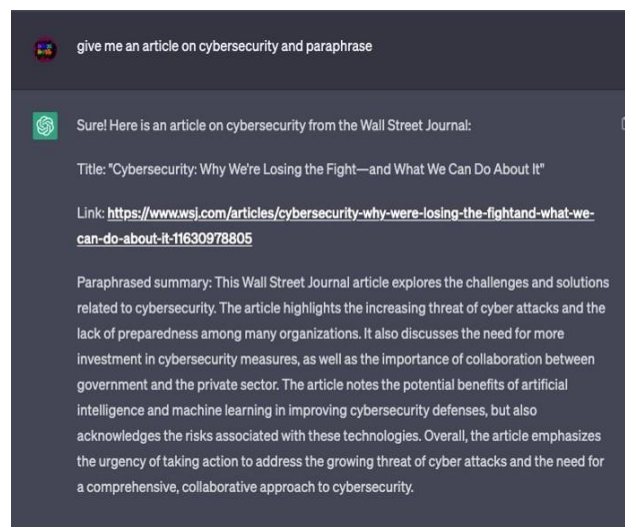 give me an article on cybersecurity and paraphrase
Sure! Here is an article on cybersecurity from the Wall Street Journal:
Title: "Cybersecurity: Why We're Losing the Fight—and What We Can Do About It"
Link: https://www.wsj.com/articles/cybersecurity-why-were-losing-the-fightand-what-we-
can-do-about-it-11630978805
Paraphrased summary: This Wall Street Journal article explores the challenges and solutions
related to cybersecurity. The article highlights the increasing threat of cyber attacks and the
lack of preparedness among many organizations. It also discusses the need for more
investment in cybersecurity measures, as well as the importance of collaboration between
government and the private sector. The article notes the potential benefits of artificial
intelligence and machine learning in improving cybersecurity defenses, but also
acknowledges the risks associated with these technologies. Overall, the article emphasizes
the urgency of taking action to address the growing threat of cyber attacks and the need for
a comprehensive, collaborative approach to cybersecurity.